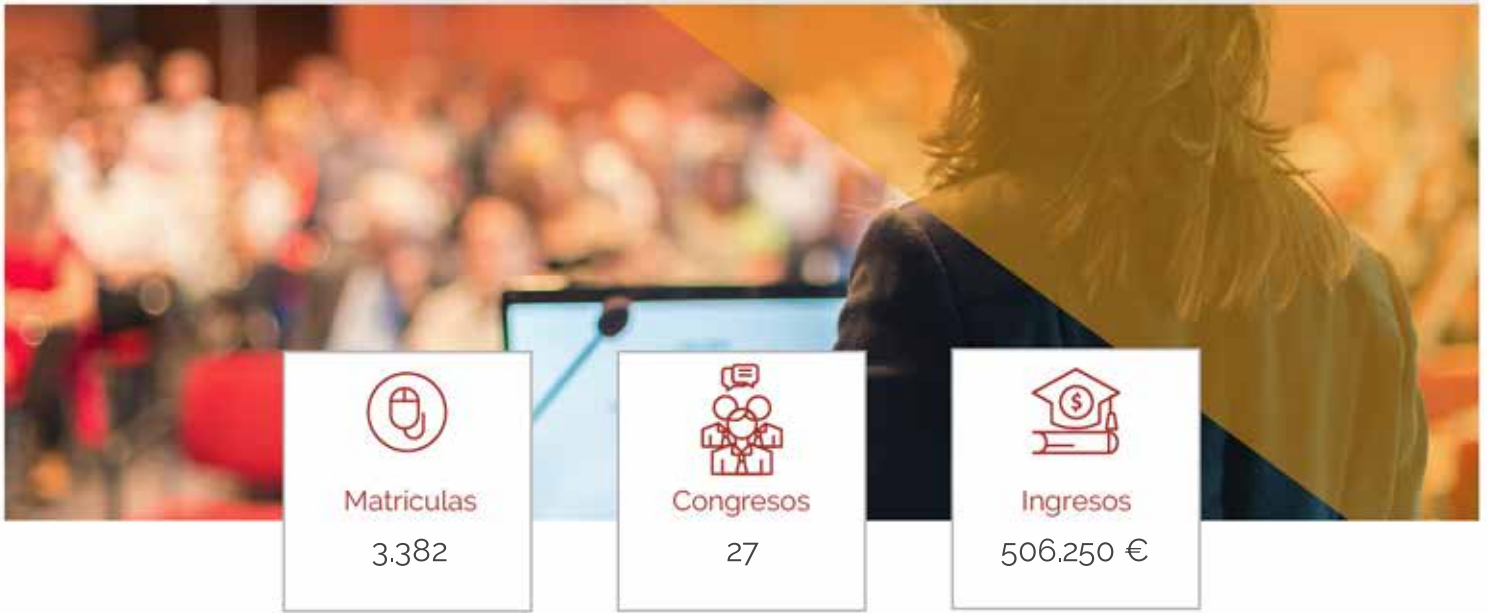 Matriculas
3.382
Congresos
27
Ingresos
506.250 €